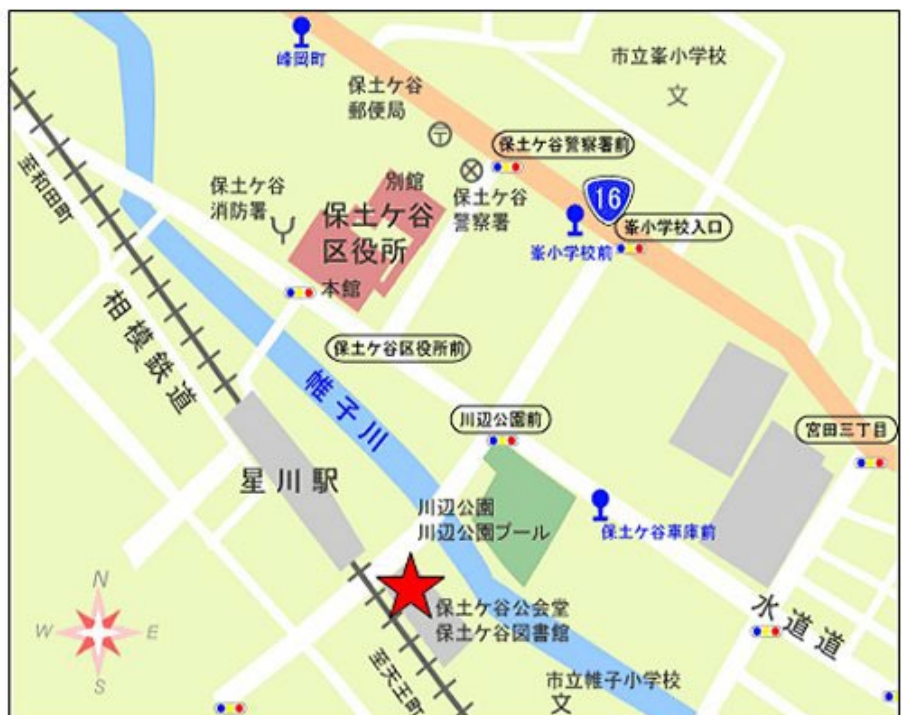 峰岡町
市立峯小学校
文
保土ケ谷
郵便局
〒
保土ケ谷警察署前
別館
保土ケ谷
消防署
保土ケ谷
警察署
16
保土ケ谷
区役所
峯小学校入口
峯小学校前
至和田町
本館
相模鉄道
保土ケ谷区役所前
帷子川
川辺公園前
宮田三丁目
星川駅
川辺公園
川辺公園プール
保土ケ谷車庫前
N
W
E
S
保土ケ谷公会堂
保土ケ谷図書館
水道道
至天王町
市立帷子小学校
文